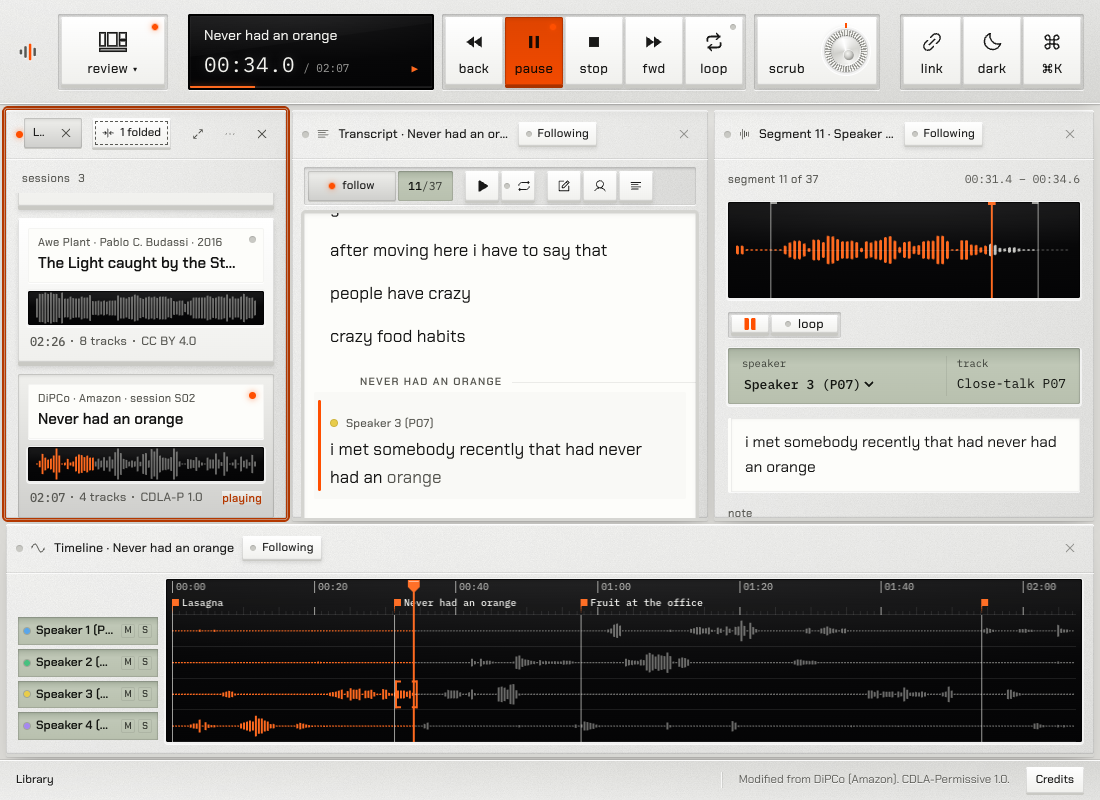 review
Never had an orange
00:34.0 / 02:07
back
pause
stop
fwd
loop
scrub
link
dark
⌘K
L..
1 folded
sessions 3
Awe Plant · Pablo C. Budassi · 2016
The Light caught by the St...
02:26 · 8 tracks · CC BY 4.0
DiPCo · Amazon · session S02
Never had an orange
02:07 · 4 tracks · CDLA-P 1.0 playing
Transcript · Never had an or...
Following
follow
11/37
after moving here i have to say that
people have crazy
crazy food habits
NEVER HAD AN ORANGE
Speaker 3 (P07)
i met somebody recently that had never
had an orange
Segment 11 · Speaker ...
Following
segment 11 of 37
00:31.4 – 00:34.6
loop
speaker
Speaker 3 (P07)
track
Close-talk P07
i met somebody recently that had never had
an orange
note
Timeline · Never had an orange
Following
00:00 00:20 00:40 01:00 01:20 01:40 02:00
Lasagna Never had an orange Fruit at the office
Speaker 1 (P... M S
Speaker 2 (... M S
Speaker 3 (... M S
Speaker 4 (... M S
Library
Modified from DiPCo (Amazon). CDLA-Permissive 1.0.
Credits